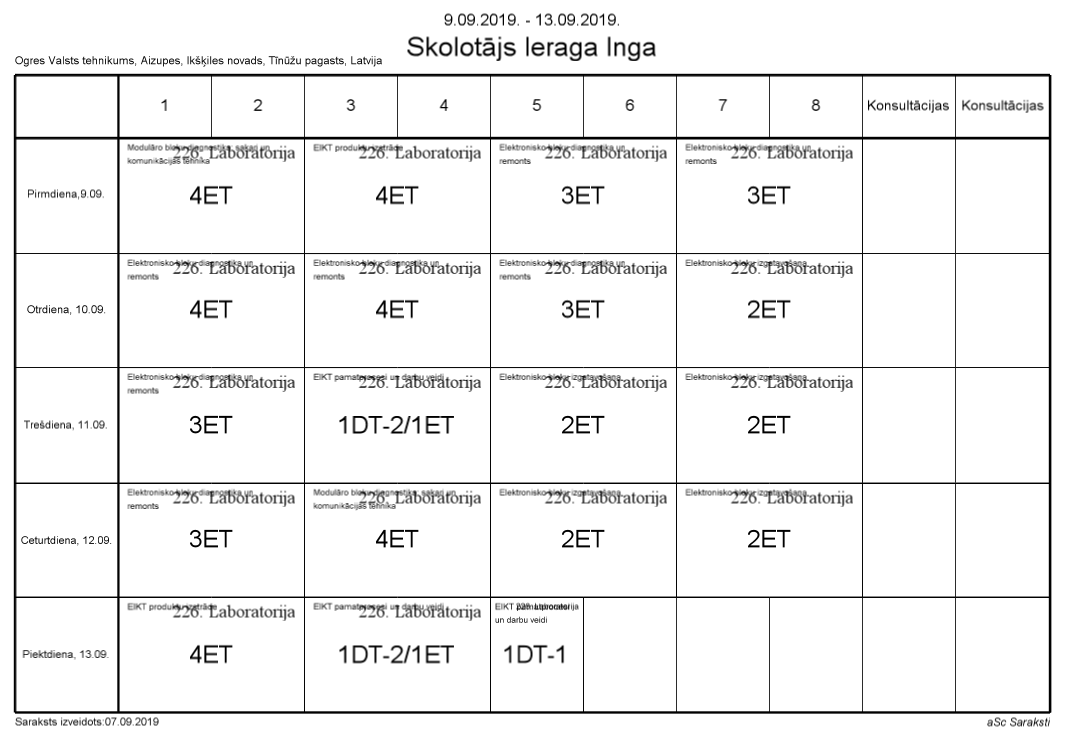 9.09.2019. - 13.09.2019.
Skolotājs Ieraga Inga
Ogres Valsts tehnikums, Aizupes, Ikšķiles novads, Tīnūžu pagasts, Latvija
1 2 3 4 5 6 7 8 Konsultācijas Konsultācijas
Pirmdiena,9.09.
Modulāro bloku diagnostika, sakari un
komunikācijas tehnika
226. Laboratorija
4ET
EIKT produktu izstrāde
226. Laboratorija
4ET
Elektronisko bloku diagnostika un
remonts
226. Laboratorija
3ET
Elektronisko bloku diagnostika un
remonts
226. Laboratorija
3ET
Otrdiena, 10.09.
Elektronisko bloku diagnostika un
remonts
226. Laboratorija
4ET
Elektronisko bloku diagnostika un
remonts
226. Laboratorija
4ET
Elektronisko bloku diagnostika un
remonts
226. Laboratorija
3ET
Elektronisko bloku izgatavošana
226. Laboratorija
2ET
Trešdiena, 11.09.
Elektronisko bloku diagnostika un
remonts
226. Laboratorija
3ET
EIKT pamatprocesi un darbu veidi
226. Laboratorija
1DT-2/1ET
Elektronisko bloku izgatavošana
226. Laboratorija
2ET
Elektronisko bloku izgatavošana
226. Laboratorija
2ET
Ceturtdiena, 12.09.
Elektronisko bloku diagnostika un
remonts
226. Laboratorija
3ET
Modulāro bloku diagnostika, sakari un
komunikācijas tehnika
226. Laboratorija
4ET
Elektronisko bloku izgatavošana
226. Laboratorija
2ET
Elektronisko bloku izgatavošana
226. Laboratorija
2ET
Piektdiena, 13.09.
EIKT produktu izstrāde
226. Laboratorija
4ET
EIKT pamatprocesi un darbu veidi
226. Laboratorija
1DT-2/1ET
EIKT pamatprocesi
un darbu veidi
226. Laboratorija
1DT-1
Saraksts izveidots:07.09.2019
aSc Saraksti